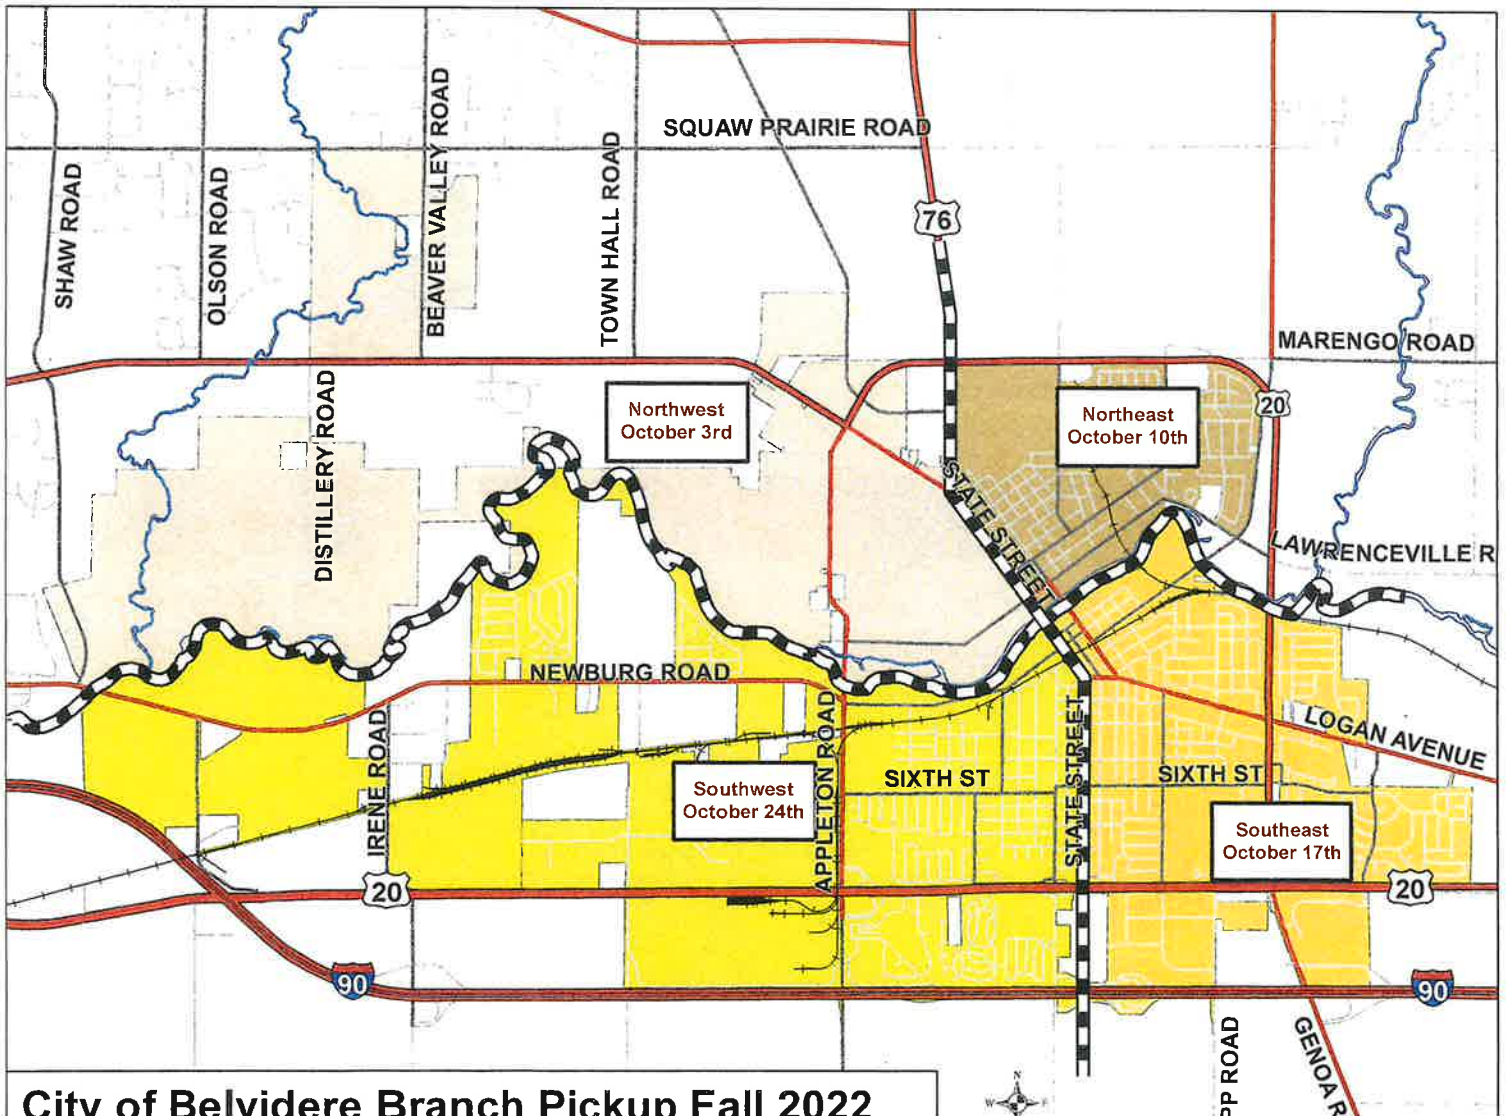 SQUAW PRAIRIE ROAD
SHAW ROAD
OLSON ROAD
BEAVER VALLEY ROAD
TOWN HALL ROAD
76
MARENGO ROAD
DISTILLERY ROAD
Northwest
October 3rd
Northeast
October 10th
20
STATE STREET
LAWRENCEVILLE R
NEWBURG ROAD
IRENE ROAD
APPLETON ROAD
STATE STREET
LOGAN AVENUE
SIXTH ST
SIXTH ST
Southwest
October 24th
Southeast
October 17th
20
20
90
90
PP ROAD
GENOA R
N
W
E
City of Belvidere Branch Pickup Fall 2022